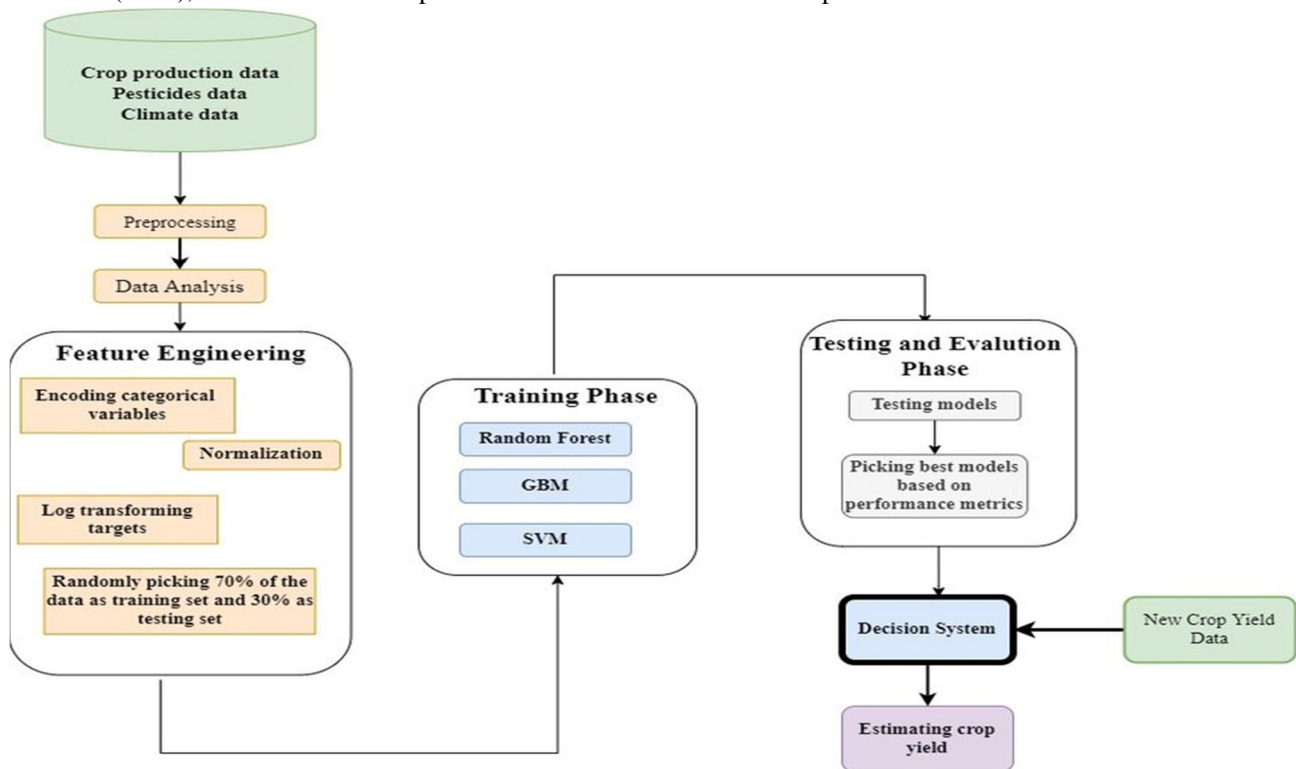 Crop production data
Pesticides data
Climate data
Preprocessing
Data Analysis
Feature Engineering
Encoding categorical
variables
Normalization
Log transforming
targets
Randomly picking 70% of the
data as training set and 30% as
testing set
Training Phase
Random Forest
GBM
SVM
Testing and Evalution
Phase
Testing models
Picking best models
based on
performance metrics
Decision System
New Crop Yield
Data
Estimating crop
yield